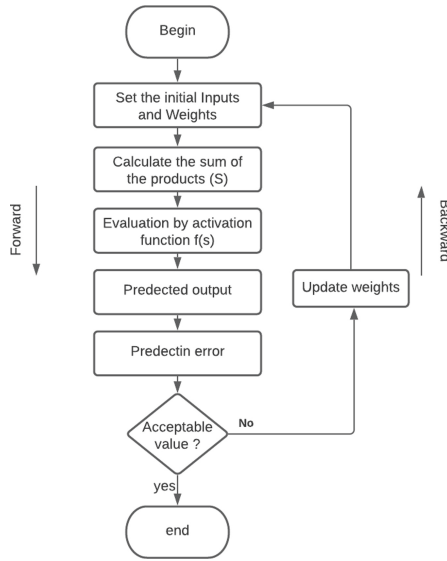 Begin
Set the initial Inputs
and Weights
Calculate the sum of
the products (S)
Evaluation by activation
function f(s)
Forward
Backward
Predected output
Update weights
Predectin error
Acceptable
value ?
No
yes
end